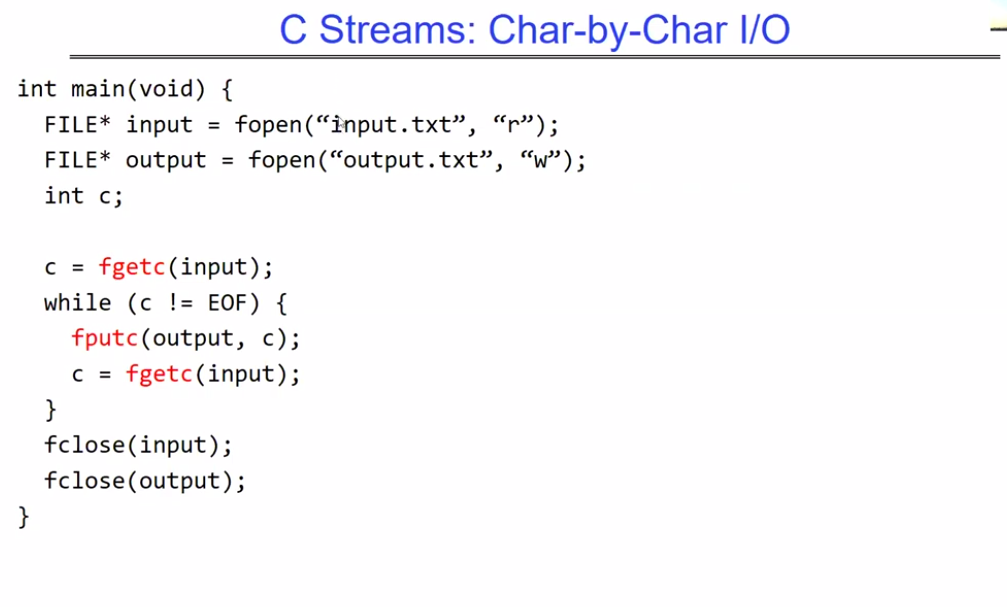 C Streams: Char-by-Char I/O
int main(void) {
FILE* input = fopen(“input.txt”, “r”);
FILE* output = fopen(“output.txt”, “w”);
int c;
c = fgetc(input);
while (c != EOF) {
fputc(output, c);
c = fgetc(input);
}
fclose(input);
fclose(output);
}